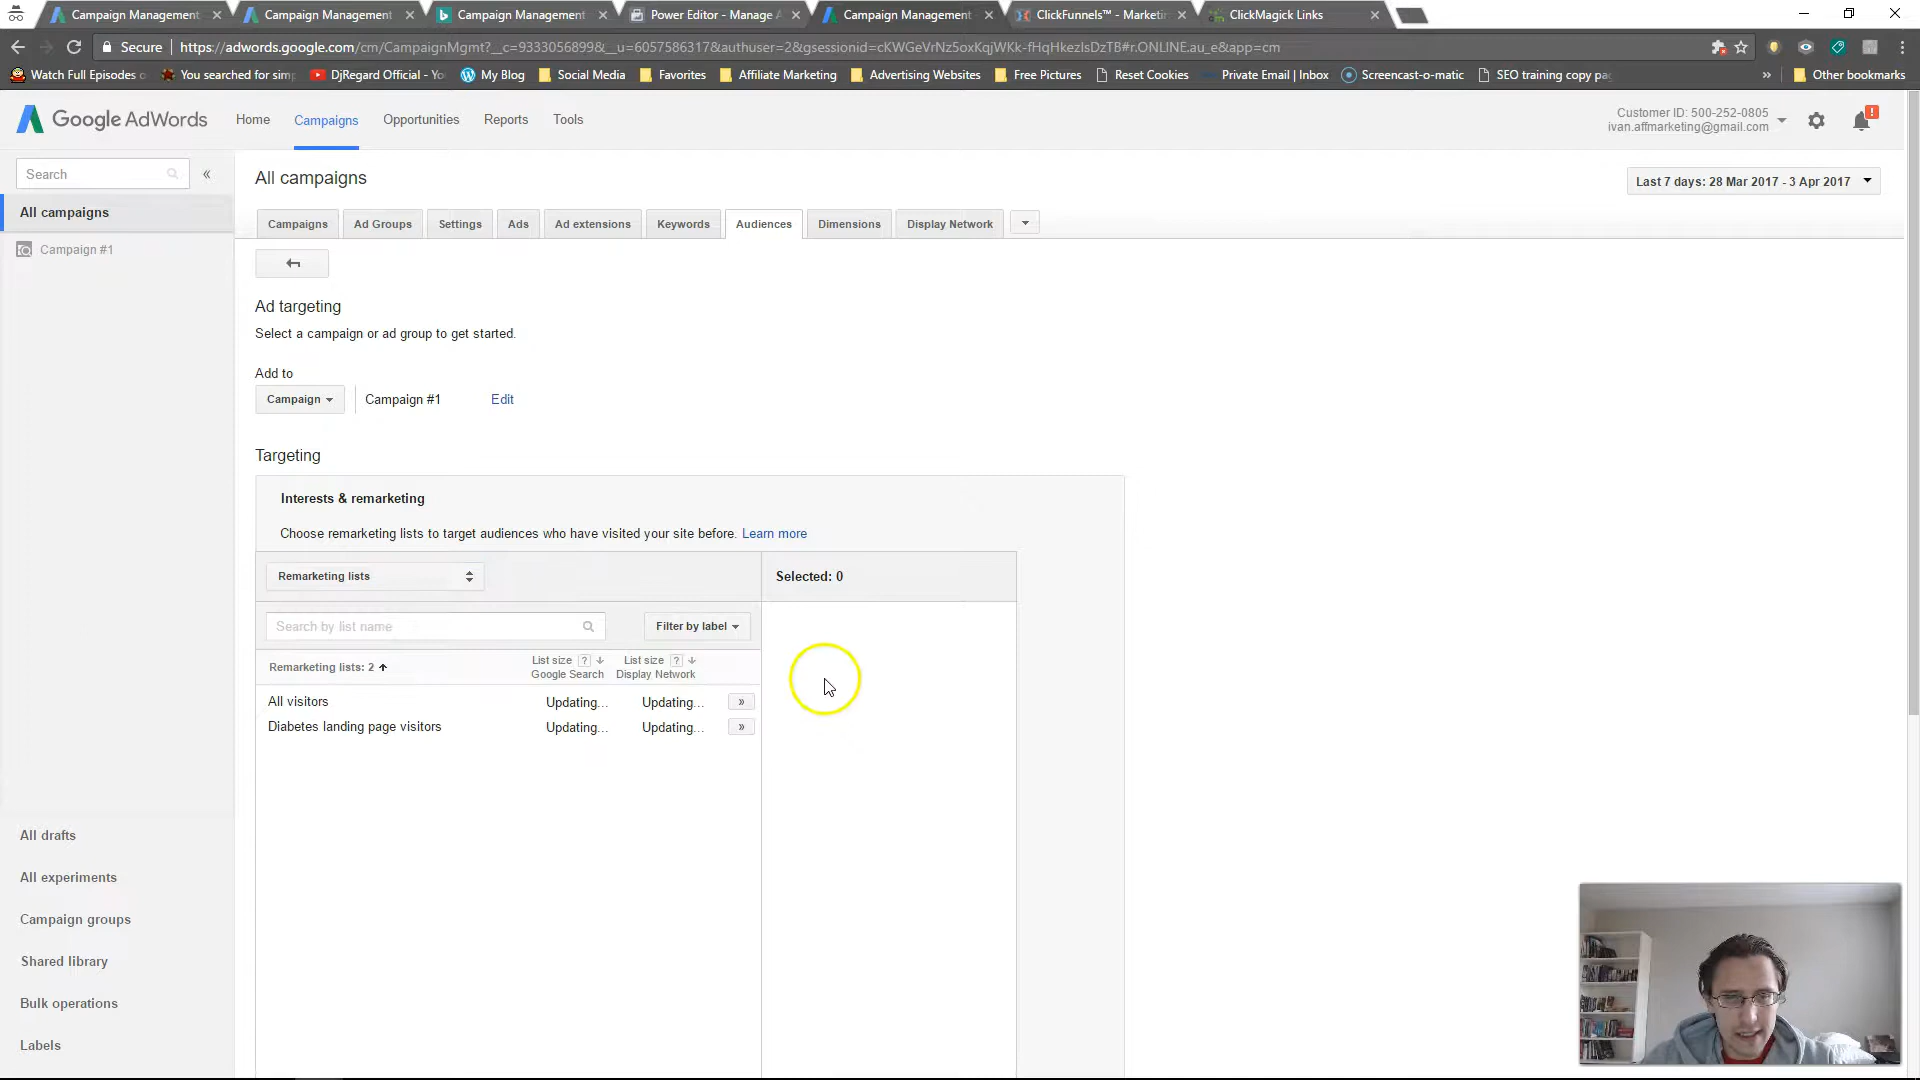 Campaign Management
Campaign Management
Campaign Management
Power Editor - Manage A
Campaign Management
ClickFunnels™ - Marketin
ClickMagick Links
Secure
https://adwords.google.com/cm/CampaignMgmt?__c=9333056899&__u=6057586317&authuser=2&gsessionid=cKWGeVrNz5oxKqjWKk-fHqHkezIsDzTB#r.ONLINE.au_e&app=cm
Watch Full Episodes o
You searched for simp
DjRegard Official - Yo
My Blog
Social Media
Favorites
Affiliate Marketing
Advertising Websites
Free Pictures
Reset Cookies
Private Email | Inbox
Screencast-o-matic
SEO training copy pag
»
Other bookmarks
Google AdWords
Home
Campaigns
Opportunities
Reports
Tools
Customer ID: 500-252-0805
ivan.affmarketing@gmail.com
!
Search
«
All campaigns
Campaign #1
All campaigns
Last 7 days: 28 Mar 2017 - 3 Apr 2017
Campaigns
Ad Groups
Settings
Ads
Ad extensions
Keywords
Audiences
Dimensions
Display Network
Ad targeting
Select a campaign or ad group to get started.
Add to
Campaign
Campaign #1
Edit
Targeting
Interests & remarketing
Choose remarketing lists to target audiences who have visited your site before. Learn more
Remarketing lists
Selected: 0
Search by list name
Filter by label
Remarketing lists: 2
List size ?
Google Search
List size ?
Display Network
All visitors Updating... Updating... »
Diabetes landing page visitors Updating... Updating... »
All drafts
All experiments
Campaign groups
Shared library
Bulk operations
Labels